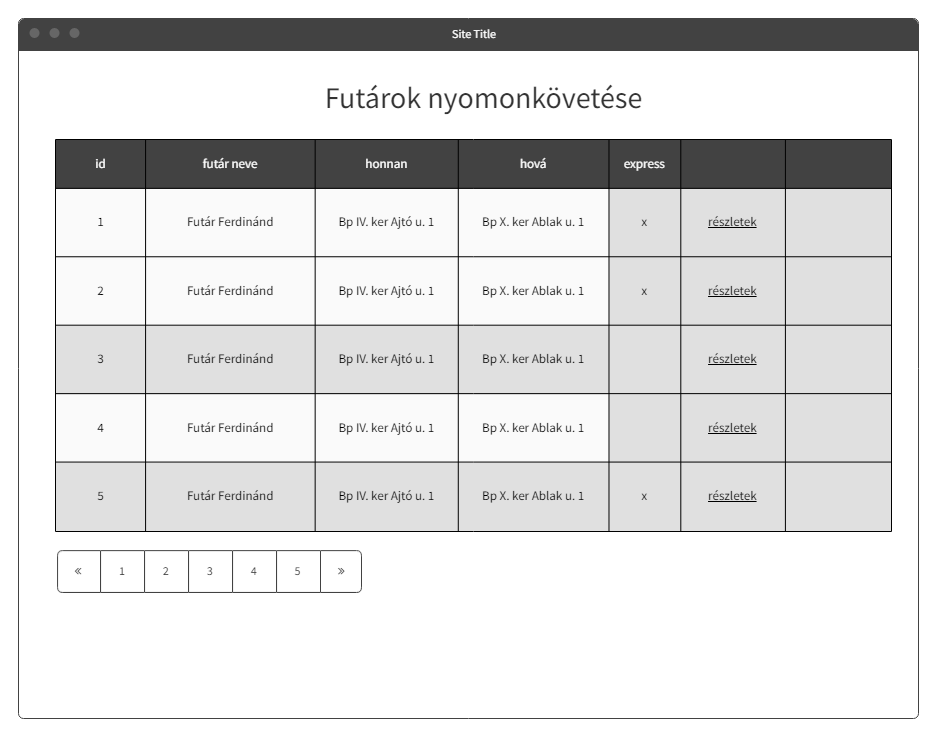 Site Title
Futárok nyomonkövetése
id futár neve honnan hová express
1 Futár Ferdinánd Bp IV. ker Ajtó u. 1 Bp X. ker Ablak u. 1 x részletek
2 Futár Ferdinánd Bp IV. ker Ajtó u. 1 Bp X. ker Ablak u. 1 x részletek
3 Futár Ferdinánd Bp IV. ker Ajtó u. 1 Bp X. ker Ablak u. 1 részletek
4 Futár Ferdinánd Bp IV. ker Ajtó u. 1 Bp X. ker Ablak u. 1 részletek
5 Futár Ferdinánd Bp IV. ker Ajtó u. 1 Bp X. ker Ablak u. 1 x részletek
« 1 2 3 4 5 »